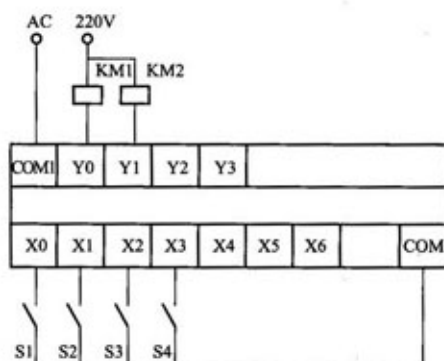 AC 220V
KM1 KM2
COM1 Y0 Y1 Y2 Y3
X0 X1 X2 X3 X4 X5 X6 COM
S1 S2 S3 S4